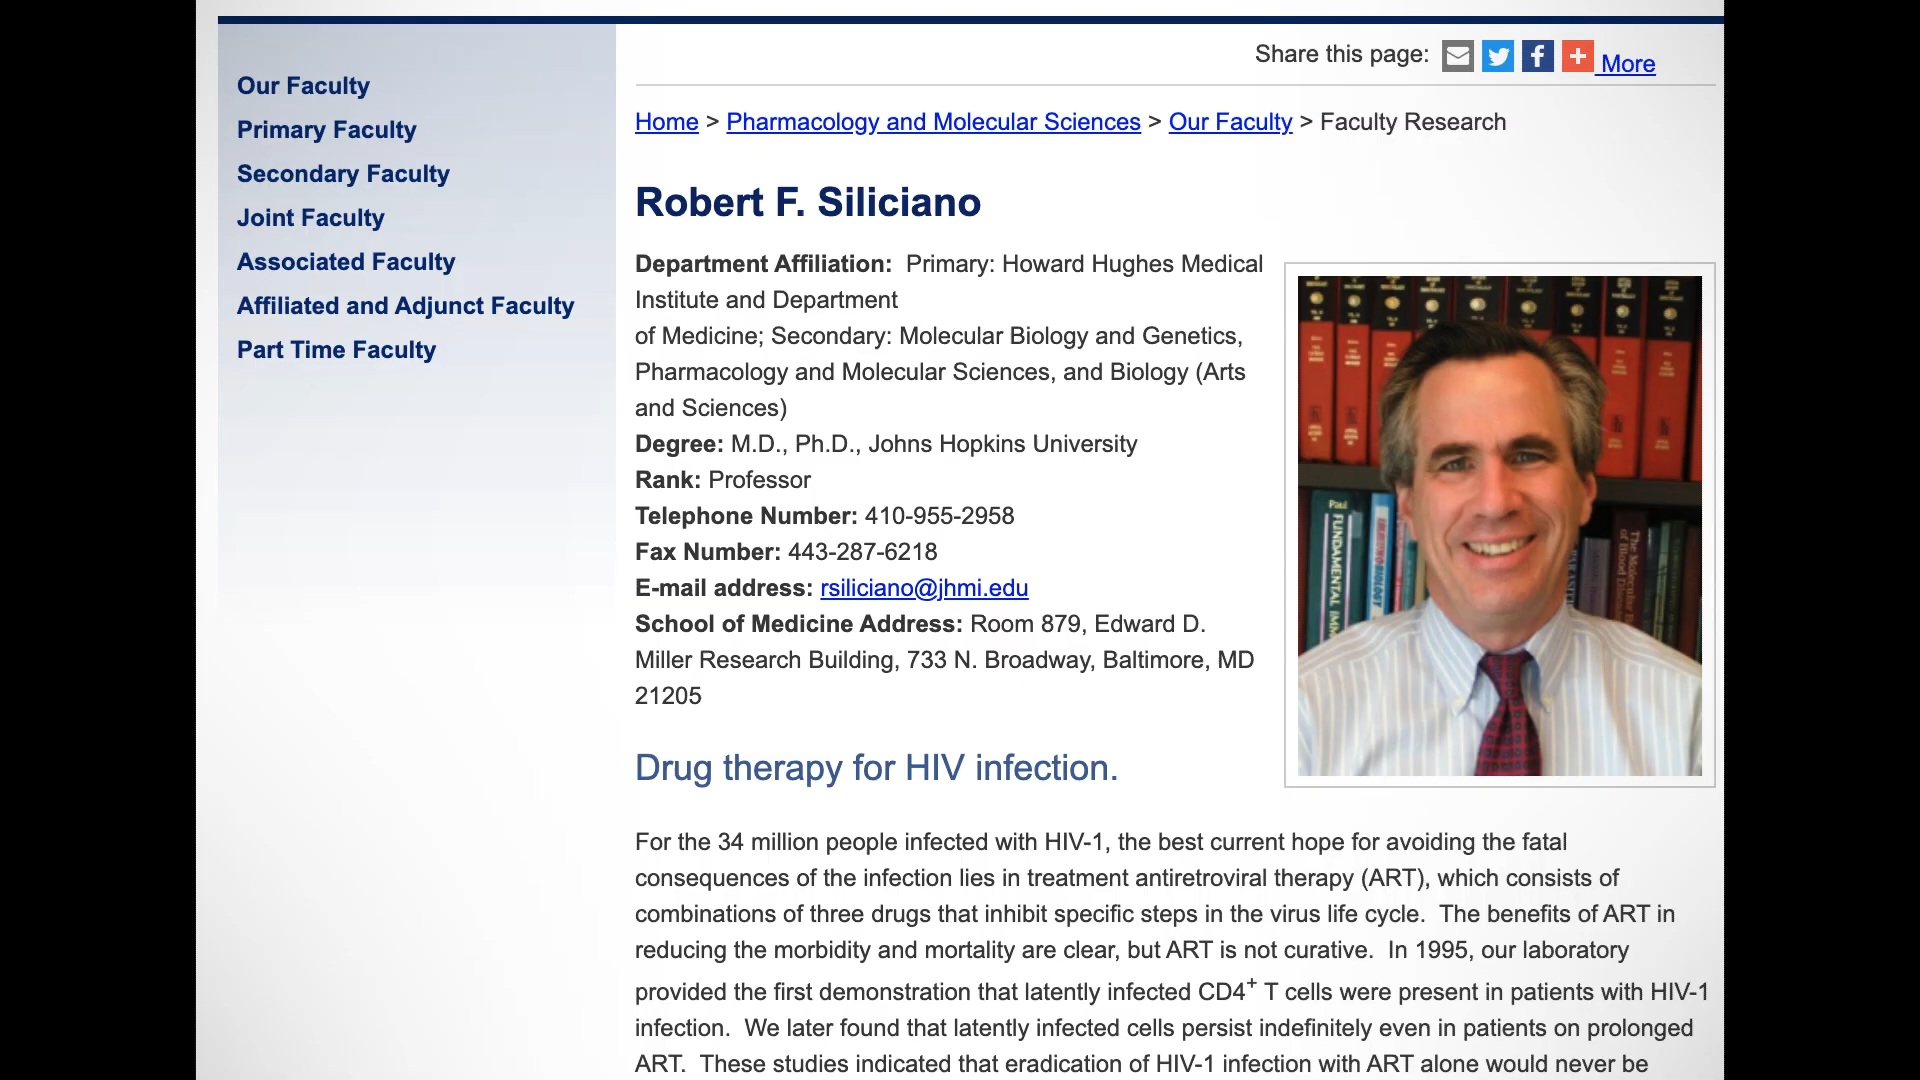 Share this page:
More
Our Faculty
Primary Faculty
Secondary Faculty
Joint Faculty
Associated Faculty
Affiliated and Adjunct Faculty
Part Time Faculty
Home > Pharmacology and Molecular Sciences > Our Faculty > Faculty Research
Robert F. Siliciano
Department Affiliation: Primary: Howard Hughes Medical
Institute and Department
of Medicine; Secondary: Molecular Biology and Genetics,
Pharmacology and Molecular Sciences, and Biology (Arts
and Sciences)
Degree: M.D., Ph.D., Johns Hopkins University
Rank: Professor
Telephone Number: 410-955-2958
Fax Number: 443-287-6218
E-mail address: rsiliciano@jhmi.edu
School of Medicine Address: Room 879, Edward D.
Miller Research Building, 733 N. Broadway, Baltimore, MD
21205
Paul
FUNDAMENTAL
The Molecular
of Blood
Drug therapy for HIV infection.
For the 34 million people infected with HIV-1, the best current hope for avoiding the fatal
consequences of the infection lies in treatment antiretroviral therapy (ART), which consists of
combinations of three drugs that inhibit specific steps in the virus life cycle. The benefits of ART in
reducing the morbidity and mortality are clear, but ART is not curative. In 1995, our laboratory
provided the first demonstration that latently infected CD4⁺ T cells were present in patients with HIV-1
infection. We later found that latently infected cells persist indefinitely even in patients on prolonged
ART. These studies indicated that eradication of HIV-1 infection with ART alone would never be